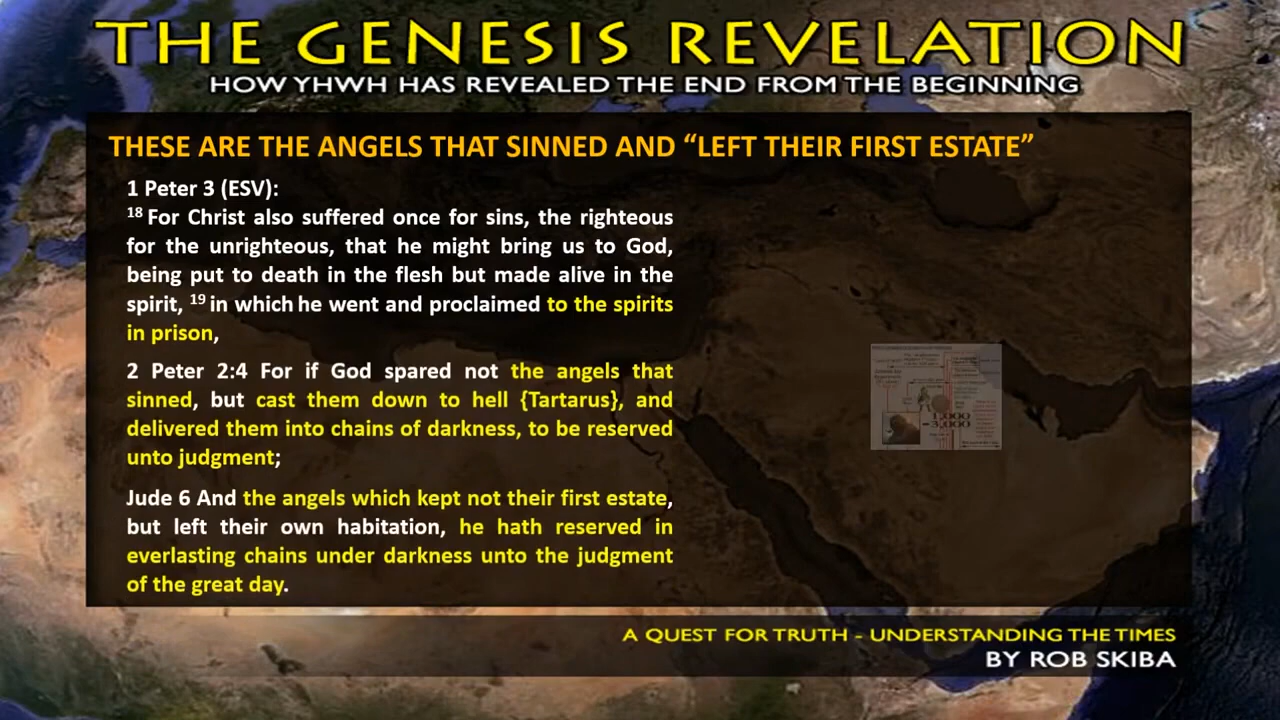 THE GENESIS REVELATION
HOW YHWH HAS REVEALED THE END FROM THE BEGINNING
THESE ARE THE ANGELS THAT SINNED AND “LEFT THEIR FIRST ESTATE”
1 Peter 3 (ESV):
18 For Christ also suffered once for sins, the righteous
for the unrighteous, that he might bring us to God,
being put to death in the flesh but made alive in the
spirit, 19 in which he went and proclaimed to the spirits
in prison,
2 Peter 2:4 For if God spared not the angels that
sinned, but cast them down to hell {Tartarus}, and
delivered them into chains of darkness, to be reserved
unto judgment;
Jude 6 And the angels which kept not their first estate,
but left their own habitation, he hath reserved in
everlasting chains under darkness unto the judgment
of the great day.
1,000
-3,000
A QUEST FOR TRUTH - UNDERSTANDING THE TIMES
BY ROB SKIBA